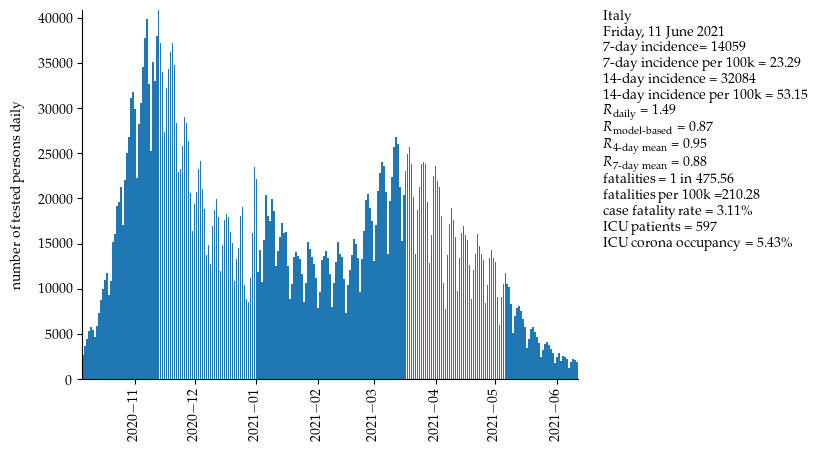 number of tested persons daily
40000
35000
30000
25000
20000
15000
10000
5000
0
2020−11
2020−12
2021−01
2021−02
2021−03
2021−04
2021−05
2021−06
Italy
Friday, 11 June 2021
7-day incidence= 14059
7-day incidence per 100k = 23.29
14-day incidence = 32084
14-day incidence per 100k = 53.15
R daily = 1.49
R model-based = 0.87
R 4-day mean = 0.95
R 7-day mean = 0.88
fatalities = 1 in 475.56
fatalities per 100k =210.28
case fatality rate = 3.11%
ICU patients = 597
ICU corona occupancy = 5.43%